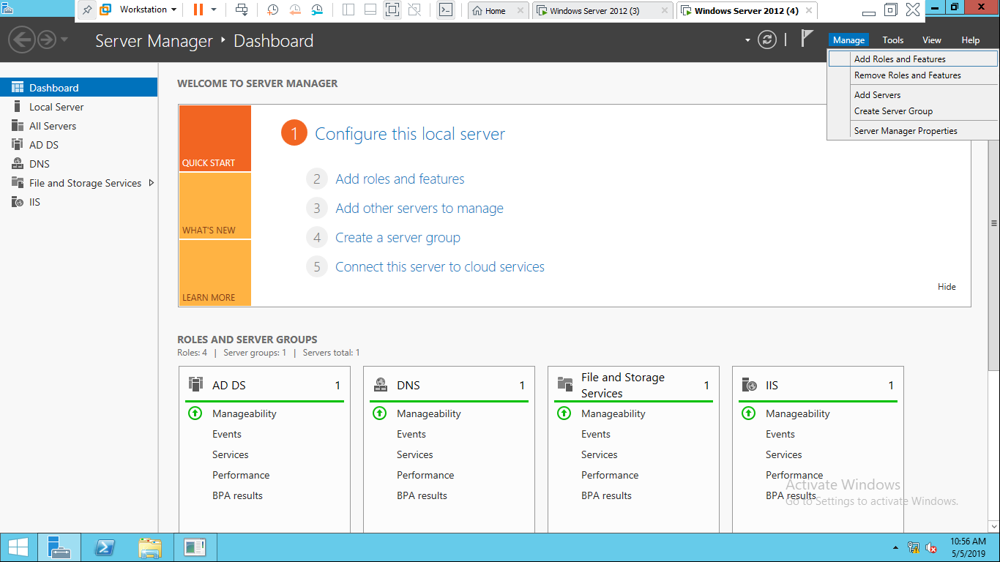 Workstation
Home
Windows Server 2012 (3)
Windows Server 2012 (4)
Server Manager
Dashboard
Manage
Tools
View
Help
Add Roles and Features
Remove Roles and Features
Add Servers
Create Server Group
Server Manager Properties
Dashboard
Local Server
All Servers
AD DS
DNS
File and Storage Services
IIS
WELCOME TO SERVER MANAGER
QUICK START
WHAT'S NEW
LEARN MORE
1 Configure this local server
2 Add roles and features
3 Add other servers to manage
4 Create a server group
5 Connect this server to cloud services
Hide
ROLES AND SERVER GROUPS
Roles: 4 | Server groups: 1 | Servers total: 1
AD DS 1
Manageability
Events
Services
Performance
BPA results
DNS 1
Manageability
Events
Services
Performance
BPA results
File and Storage
Services 1
Manageability
Events
Services
Performance
BPA results
IIS 1
Manageability
Events
Services
Performance
BPA results
Activate Windows
Go to Settings to activate Windows.
10:56 AM
5/5/2019